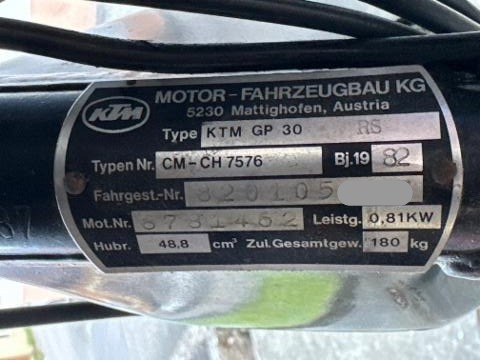 KTM
MOTOR-FAHRZEUGBAU KG
5230 Mattighofen, Austria
Type KTM GP 30 RS
Typen Nr. CM-CH 7576 Bj.19 82
Fahrgest.-Nr. 820105
Mot.Nr. 6731462 Leistg. 0,81KW
Hubr. 48,8 cm³ Zul.Gesamtgew. 180 kg